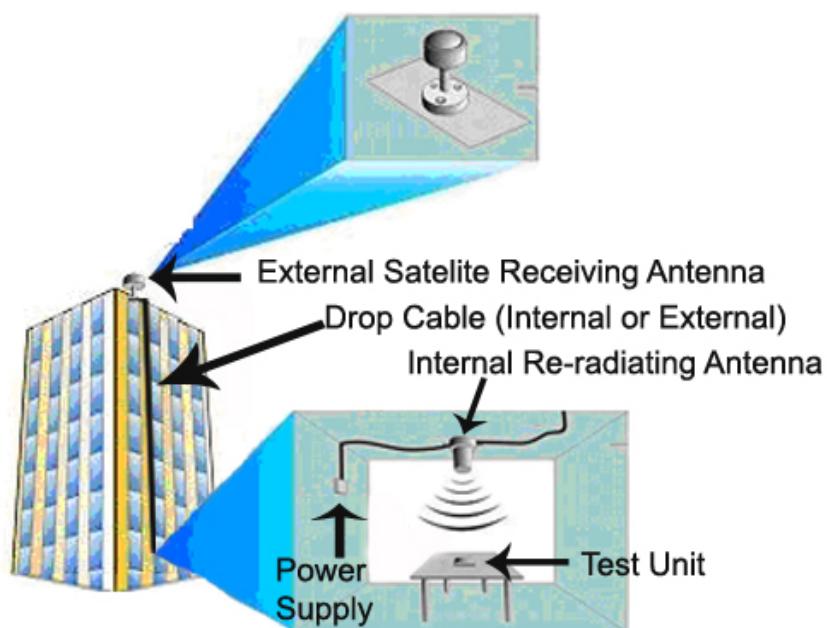 External Satelite Receiving Antenna
Drop Cable (Internal or External)
Internal Re-radiating Antenna
Power
Supply
Test Unit